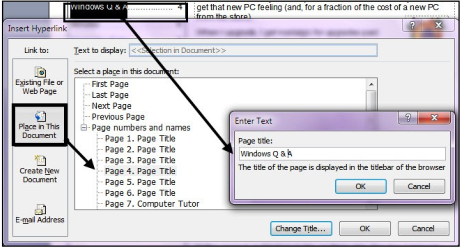 Windows Q & A ............ 4
get that new PC feeling (and, for a fraction of the cost of a new PC
from the store)
Insert Hyperlink
Link to:
Text to display: <<Selection in Document>>
Select a place in this document:
Existing File or
Web Page
Place in This
Document
Create New
Document
E-mail Address
First Page
Last Page
Next Page
Previous Page
Page numbers and names
Page 1. Page Title
Page 2. Page Title
Page 3. Page Title
Page 4. Page Title
Page 5. Page Title
Page 6. Page Title
Page 7. Computer Tutor
Enter Text
Page title:
Windows Q & A
The title of the page is displayed in the titlebar of the browser
OK Cancel
Change Title... OK Cancel